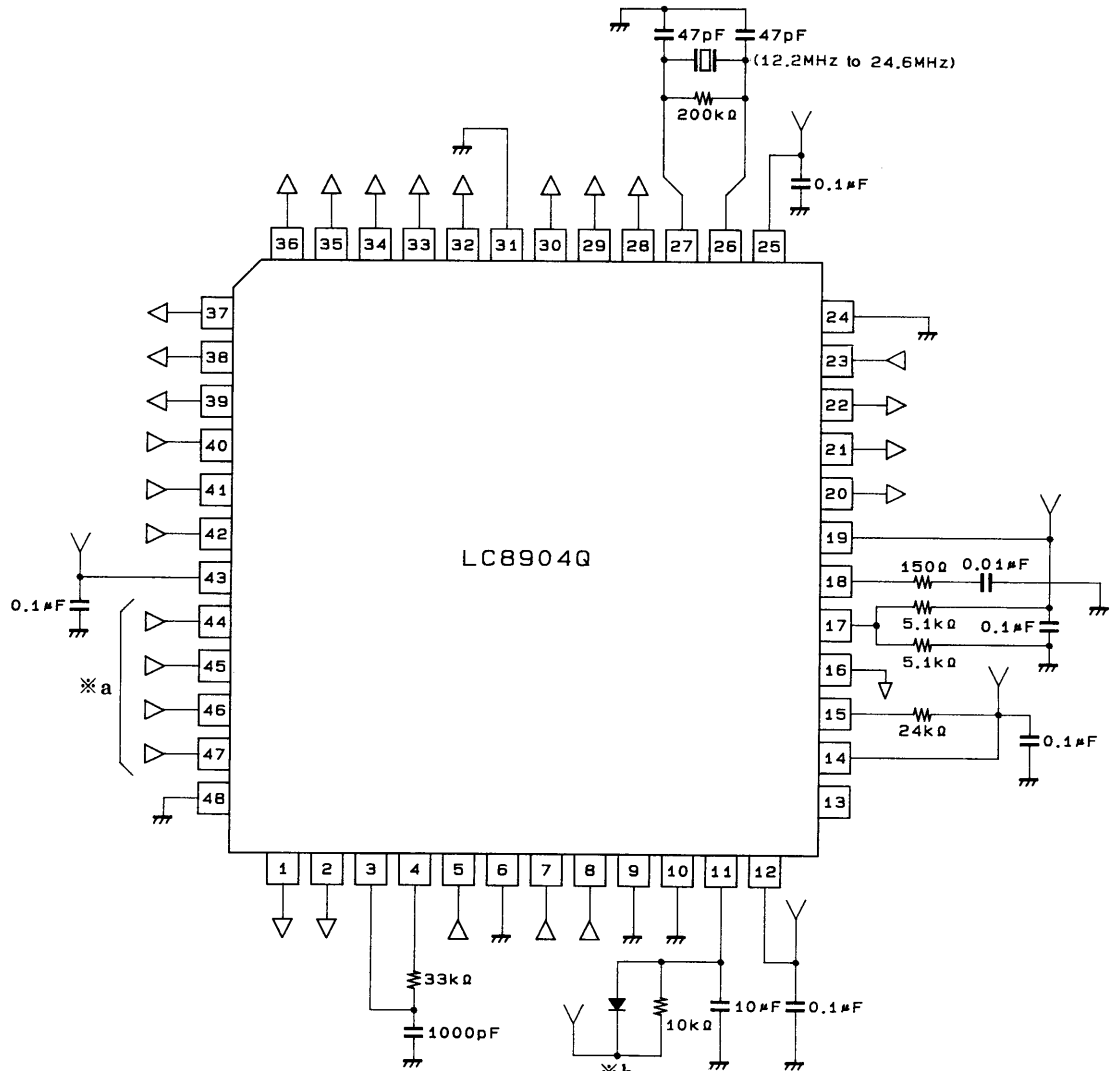 47pF 47pF
(12.2MHz to 24.6MHz)
200kΩ
0.1μF
36 35 34 33 32 31 30 29 28 27 26 25
37 24
38 23
39 22
40 21
41 20
42 19
LC8904Q
43 18 150Ω 0.01μF
0.1μF
44 17 5.1kΩ 0.1μF
5.1kΩ
45 16
※a
46 15 24kΩ 0.1μF
47 14
48 13
1 2 3 4 5 6 7 8 9 10 11 12
33kΩ
1000pF
10kΩ 10μF 0.1μF